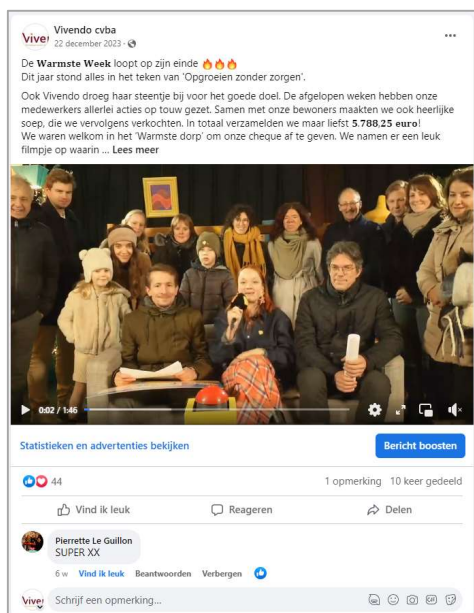 Vive
Vivendo cvba
22 december 2023 ·
De Warmste Week loopt op zijn einde 🔥🔥🔥
Dit jaar stond alles in het teken van 'Opgroeien zonder zorgen'.
Ook Vivendo droeg haar steentje bij voor het goede doel. De afgelopen weken hebben onze
medewerkers allerlei acties op touw gezet. Samen met onze bewoners maakten we ook heerlijke
soep, die we vervolgens verkochten. In totaal verzamelden we maar liefst 5.788,25 euro!
We waren welkom in het 'Warmste dorp' om onze cheque af te geven. We namen er een leuk
filmpje op waarin ... Lees meer
0:02 / 1:46
Statistieken en advertenties bekijken
Bericht boosten
44
1 opmerking 10 keer gedeeld
Vind ik leuk
Reageren
Delen
Pierrette Le Guillon
SUPER XX
6 w Vind ik leuk Beantwoorden Verbergen
Vive
Schrijf een opmerking...
GIF